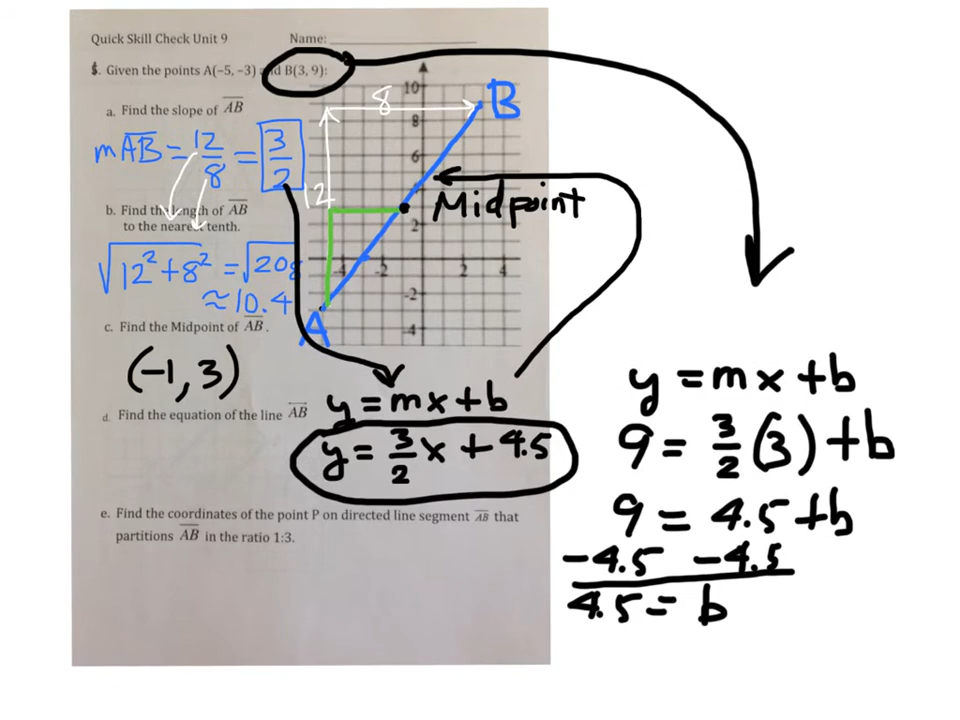 Quick Skill Check Unit 9 Name:
$. Given the points A(−5, −3) nd B(3, 9):
a. Find the slope of AB
mAB = 12/8 = 3/2
b. Find the length of AB
to the nearest tenth.
√12²+8² = √208
≈10.4
c. Find the Midpoint of AB.
(-1, 3)
d. Find the equation of the line AB
y = mx + b
y = 3/2 x + 4.5
e. Find the coordinates of the point P on directed line segment AB that
partitions AB in the ratio 1:3.
8
12
B
A
Midpoint
10
8
6
2
-4 -2 2 4
-2
-4
y = mx + b
9 = 3/2 (3) + b
9 = 4.5 + b
-4.5 -4.5
4.5 = b